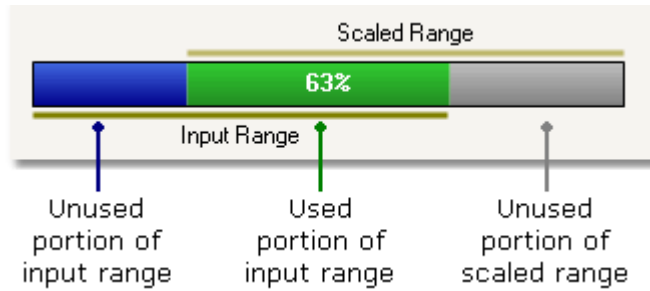 Scaled Range
63%
Input Range
Unused
portion of
input range
Used
portion of
input range
Unused
portion of
scaled range